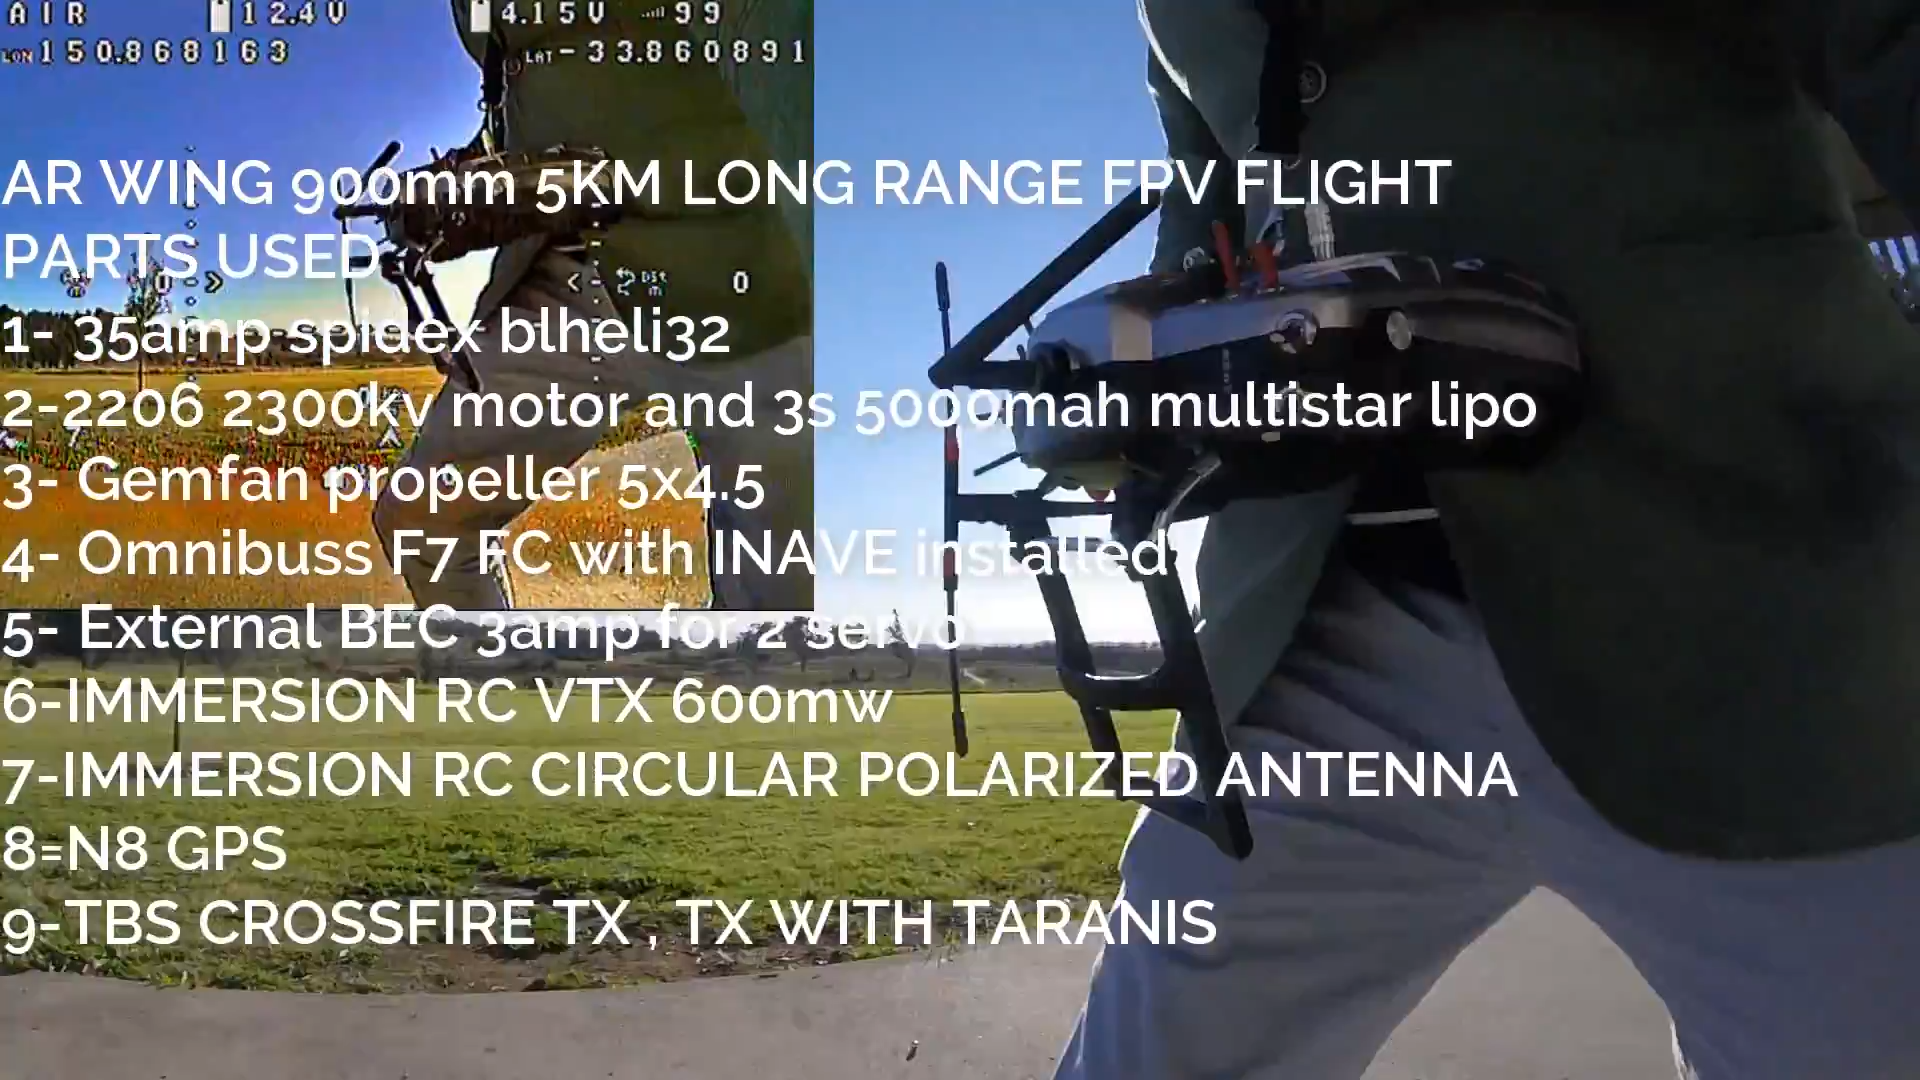 AIR 12.4V 4.15V 99
LON 150.868163 LAT -33.860891
AR WING 900mm 5KM LONG RANGE FPV FLIGHT
PARTS USED
0 > < Dst m 0
1- 35amp spidex blheli32
2-2206 2300kv motor and 3s 5000mah multistar lipo
3- Gemfan propeller 5x4.5
4- Omnibuss F7 FC with INAVE installed
5- External BEC 3amp for 2 servo
6-IMMERSION RC VTX 600mw
7-IMMERSION RC CIRCULAR POLARIZED ANTENNA
8=N8 GPS
9-TBS CROSSFIRE TX , TX WITH TARANIS